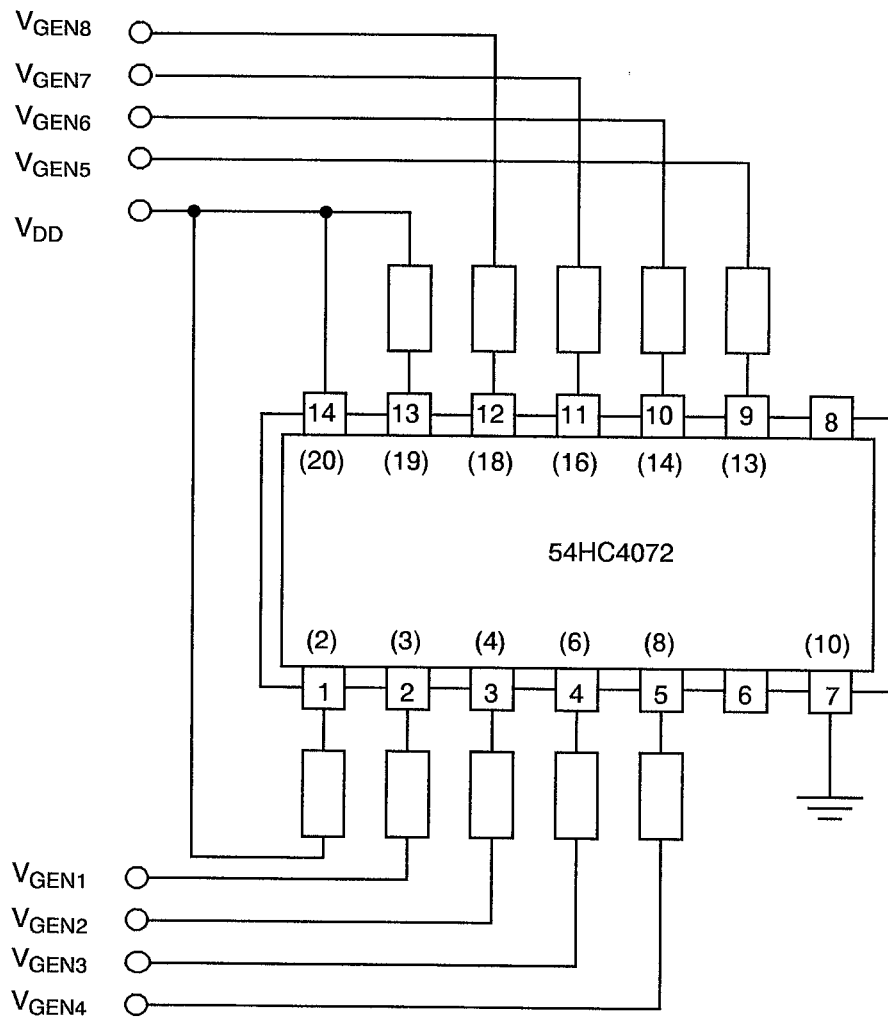 VGEN8
VGEN7
VGEN6
VGEN5
VDD
14 13 12 11 10 9 8
(20) (19) (18) (16) (14) (13)
54HC4072
(2) (3) (4) (6) (8) (10)
1 2 3 4 5 6 7
VGEN1
VGEN2
VGEN3
VGEN4